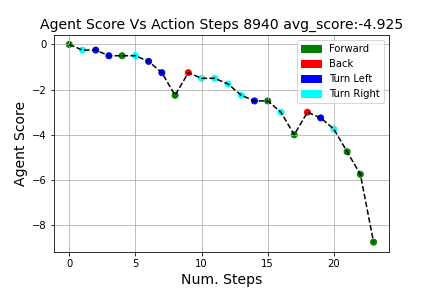 Agent Score Vs Action Steps 8940 avg_score:-4.925
Agent Score
0
−2
−4
−6
−8
Forward
Back
Turn Left
Turn Right
0
5
10
15
20
Num. Steps